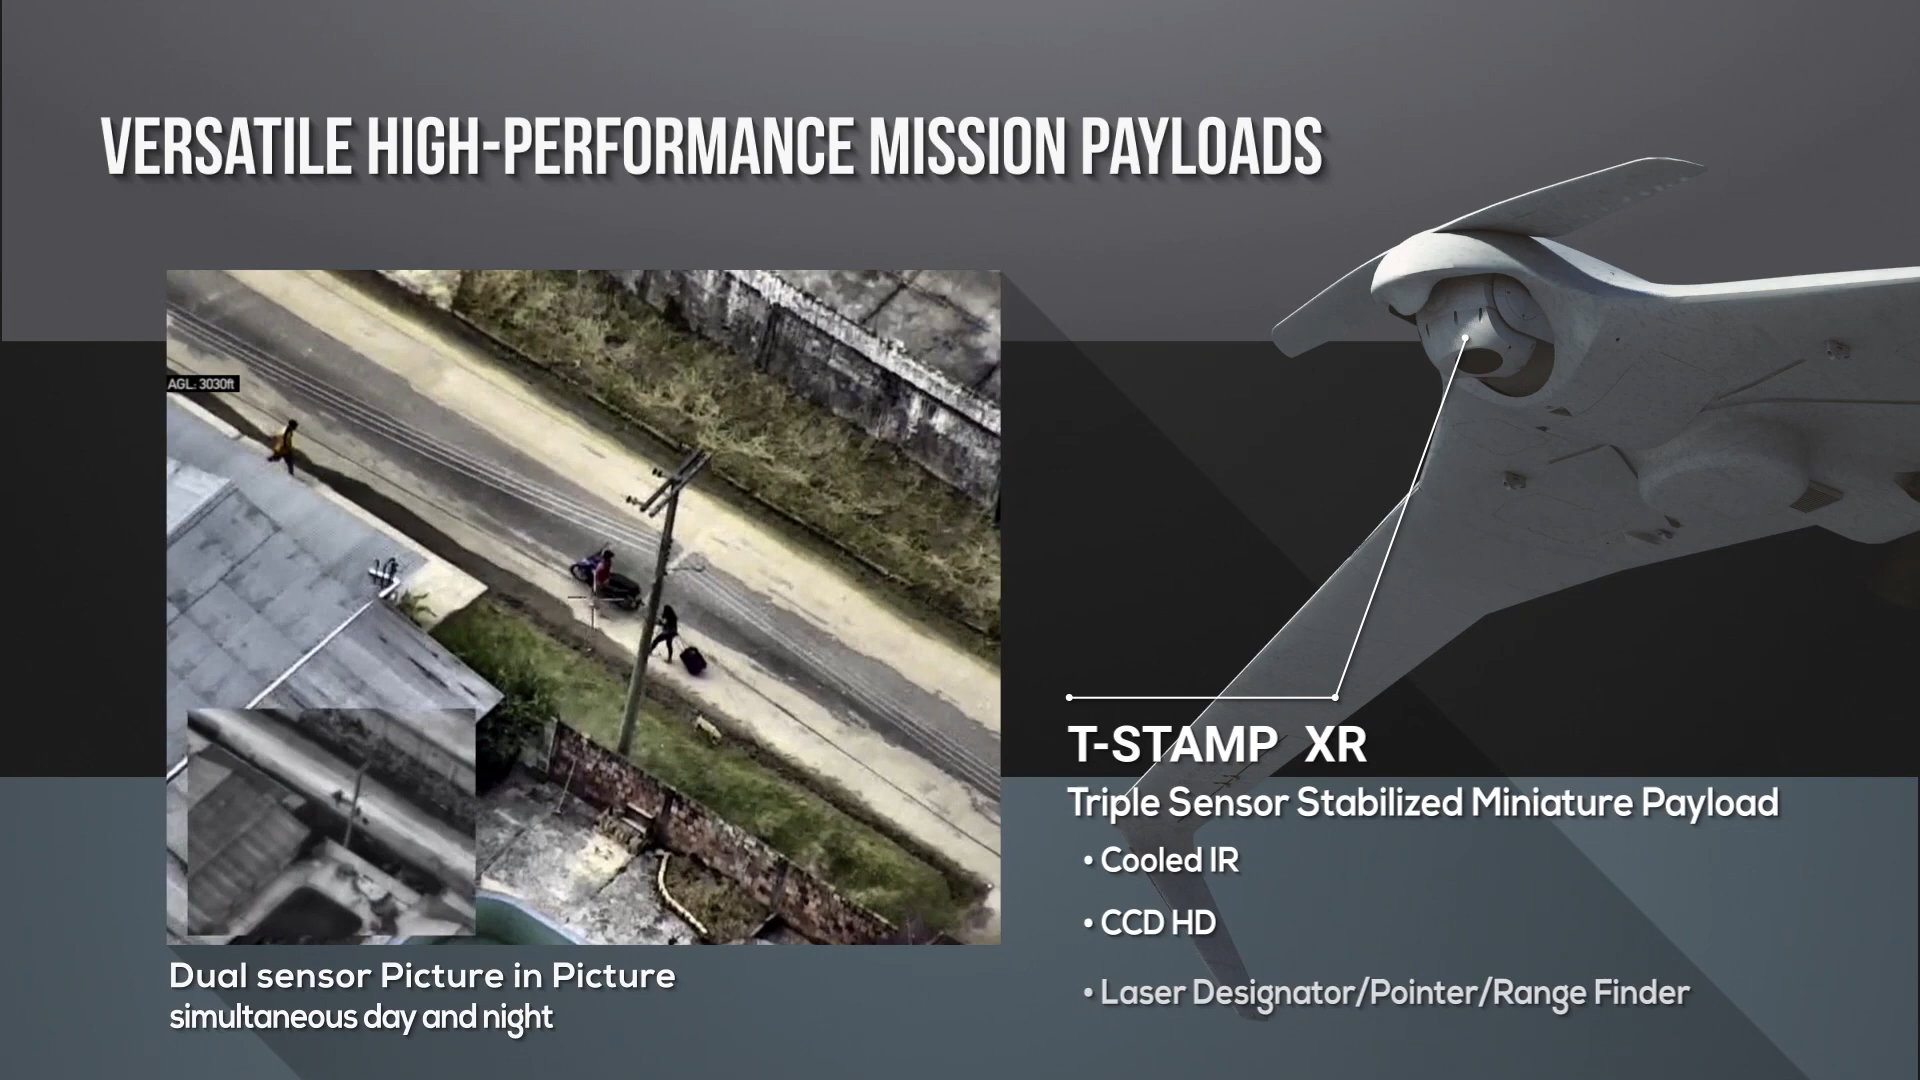 VERSATILE HIGH-PERFORMANCE MISSION PAYLOADS
AGL: 3030ft
Dual sensor Picture in Picture
simultaneous day and night
T-STAMP XR
Triple Sensor Stabilized Miniature Payload
• Cooled IR
• CCD HD
• Laser Designator/Pointer/Range Finder